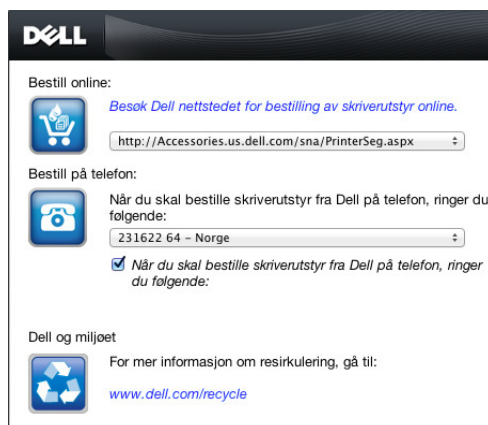 DELL
Bestill online:
Besøk Dell nettstedet for bestilling av skriverutstyr online.
http://Accessories.us.dell.com/sna/PrinterSeg.aspx
Bestill på telefon:
Når du skal bestille skriverutstyr fra Dell på telefon, ringer du
følgende:
231622 64 – Norge
Når du skal bestille skriverutstyr fra Dell på telefon, ringer
du følgende:
Dell og miljøet
For mer informasjon om resirkulering, gå til:
www.dell.com/recycle